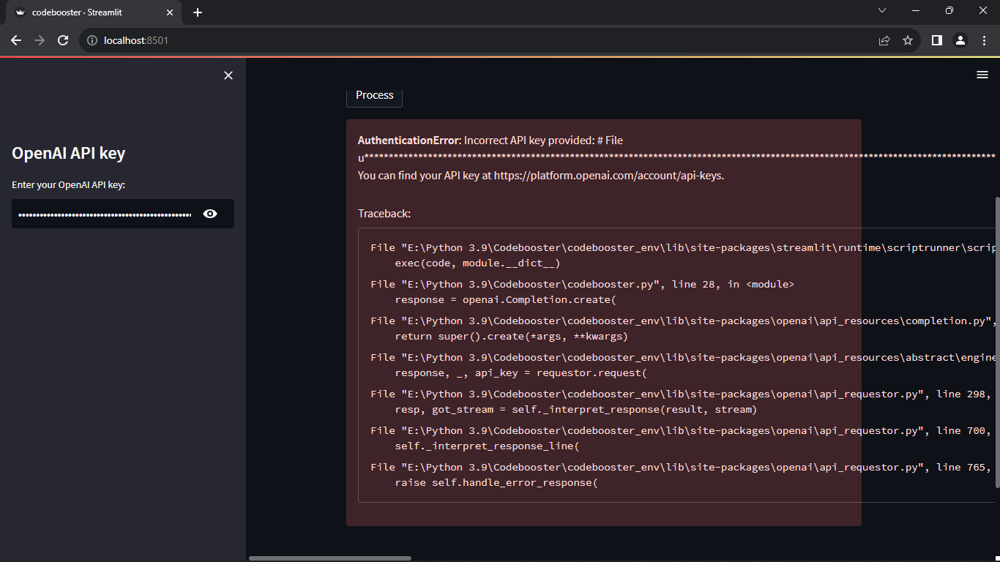 codebooster · Streamlit
localhost:8501
Process
OpenAI API key
Enter your OpenAI API key:
AuthenticationError: Incorrect API key provided: # File
u************************************************************************************************************************************
You can find your API key at https://platform.openai.com/account/api-keys.
Traceback:
File "E:\Python 3.9\Codebooster\codebooster_env\lib\site-packages\streamlit\runtime\scriptrunner\scrip
exec(code, module.__dict__)
File "E:\Python 3.9\Codebooster\codebooster.py", line 28, in <module>
response = openai.Completion.create(
File "E:\Python 3.9\Codebooster\codebooster_env\lib\site-packages\openai\api_resources\completion.py",
return super().create(*args, **kwargs)
File "E:\Python 3.9\Codebooster\codebooster_env\lib\site-packages\openai\api_resources\abstract\engine
response, _, api_key = requestor.request(
File "E:\Python 3.9\Codebooster\codebooster_env\lib\site-packages\openai\api_requestor.py", line 298,
resp, got_stream = self._interpret_response(result, stream)
File "E:\Python 3.9\Codebooster\codebooster_env\lib\site-packages\openai\api_requestor.py", line 700,
self._interpret_response_line(
File "E:\Python 3.9\Codebooster\codebooster_env\lib\site-packages\openai\api_requestor.py", line 765,
raise self.handle_error_response(